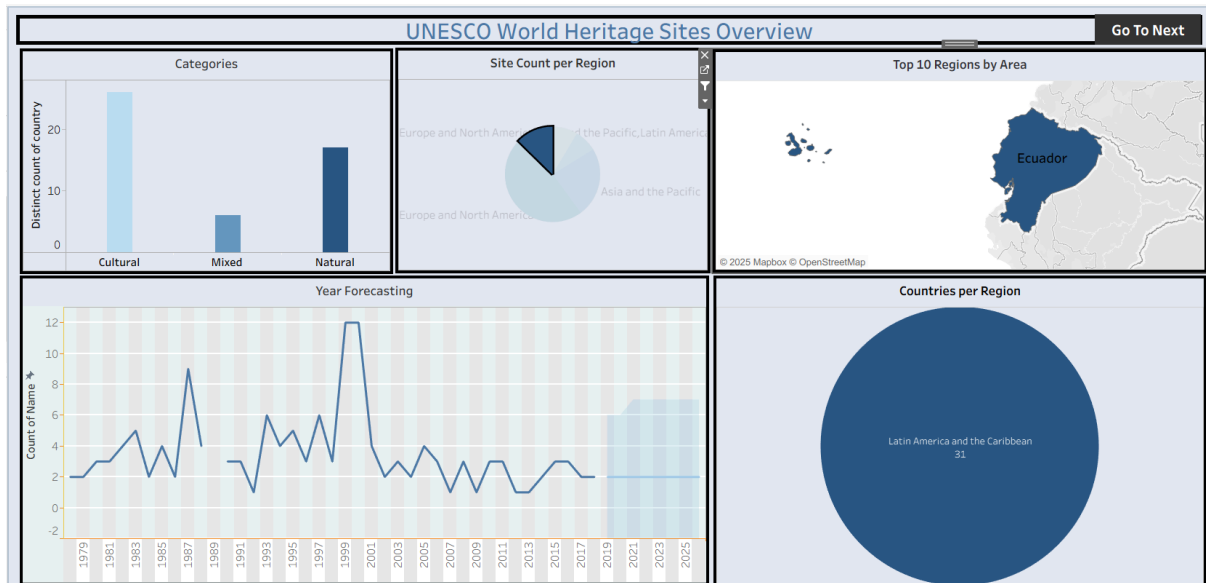 UNESCO World Heritage Sites Overview
Go To Next
Categories
Distinct count of country
20
10
0
Cultural
Mixed
Natural
Site Count per Region
Europe and North Ameri
d the Pacific,Latin America
Asia and the Pacific
Europe and North America
Top 10 Regions by Area
Ecuador
© 2025 Mapbox © OpenStreetMap
Year Forecasting
Count of Name
12
10
8
6
4
2
0
-2
1979
1981
1983
1985
1987
1989
1991
1993
1995
1997
1999
2001
2003
2005
2007
2009
2011
2013
2015
2017
2019
2021
2023
2025
Countries per Region
Latin America and the Caribbean
31